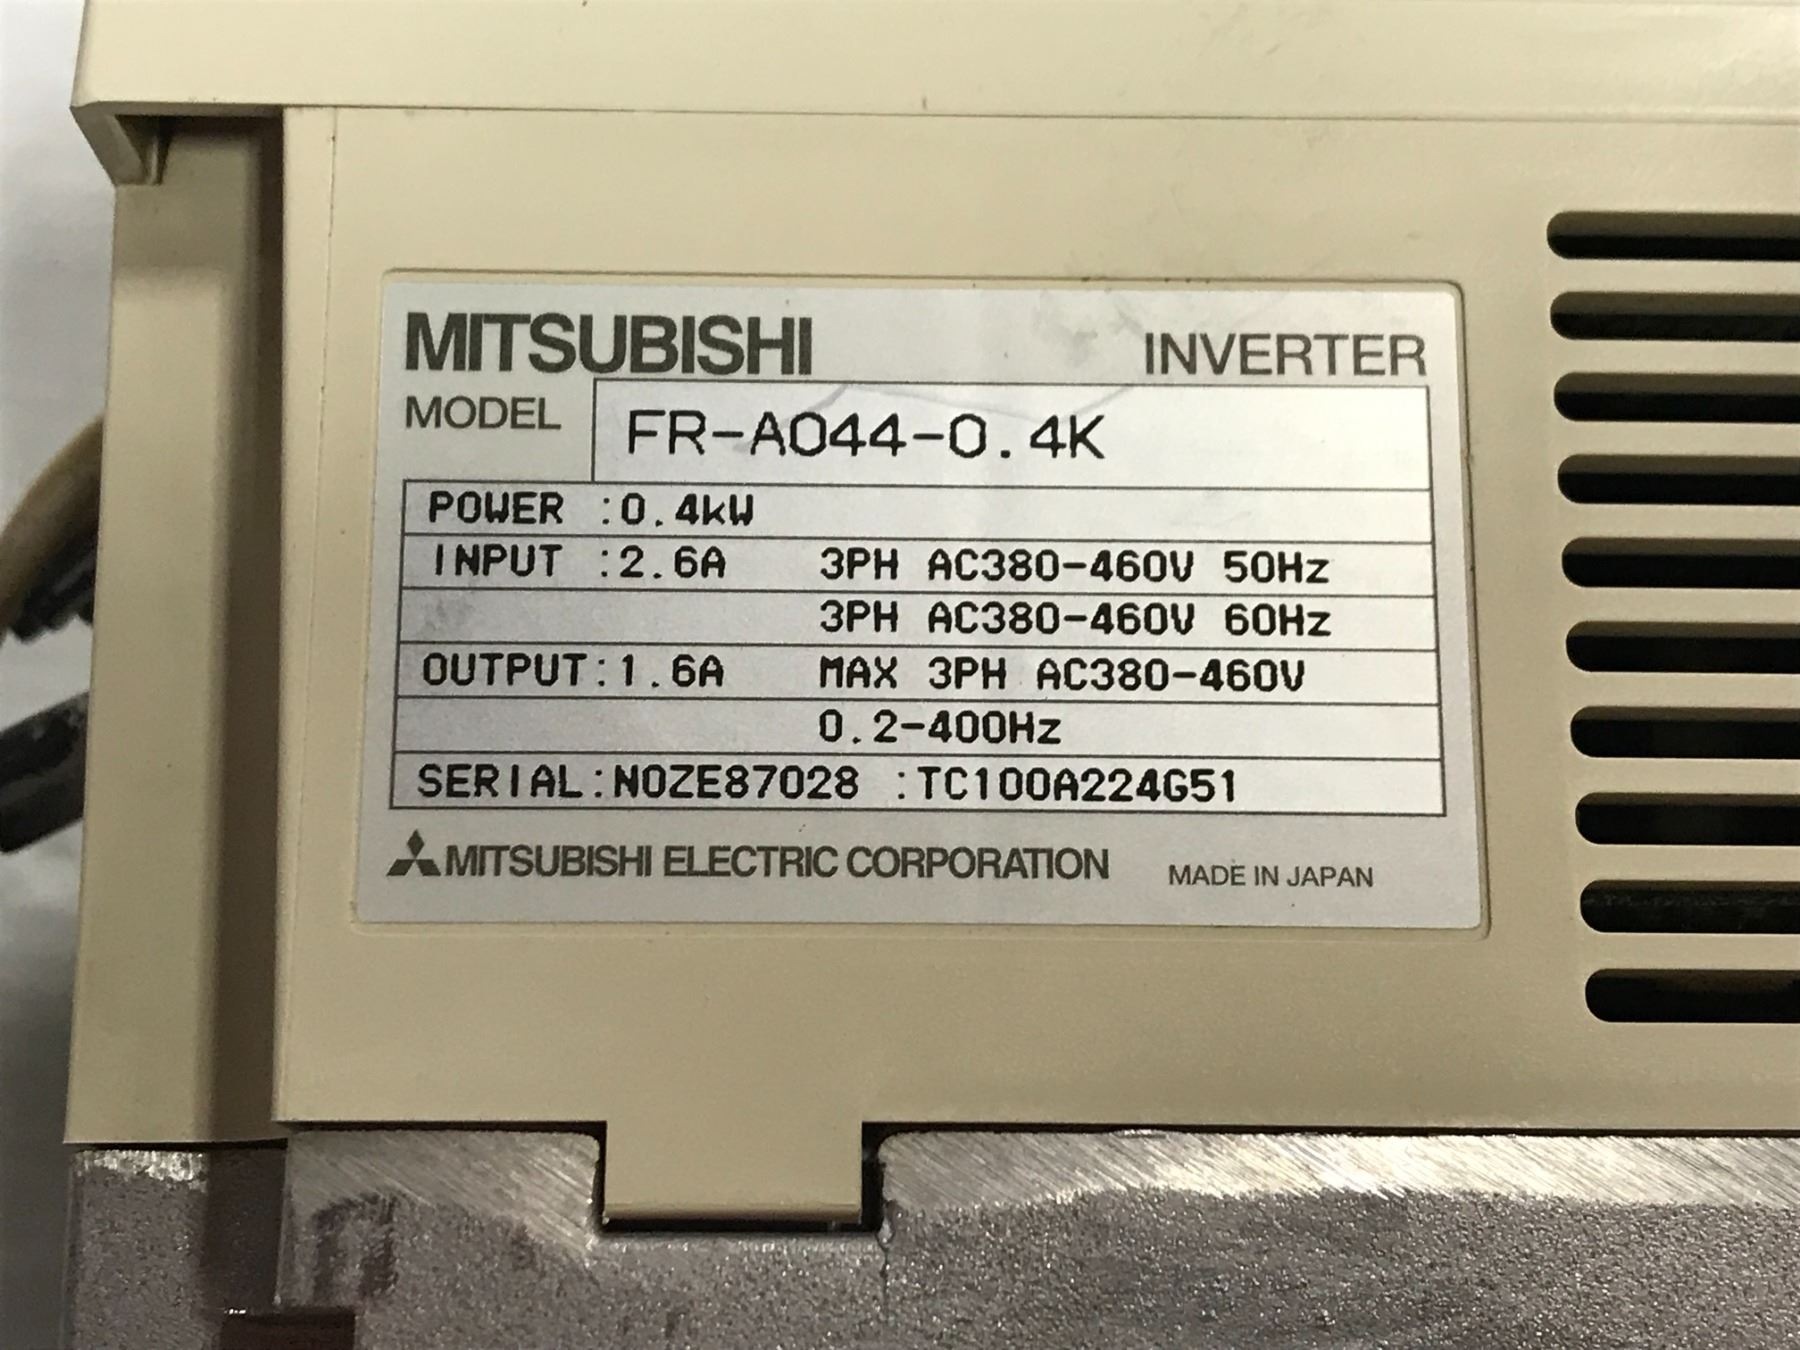 MITSUBISHI INVERTER
MODEL FR-A044-0.4K
POWER :0.4kW
INPUT :2.6A 3PH AC380-460V 50Hz
3PH AC380-460V 60Hz
OUTPUT:1.6A MAX 3PH AC380-460V
0.2-400Hz
SERIAL:N0ZE87028 :TC100A224G51
MITSUBISHI ELECTRIC CORPORATION MADE IN JAPAN